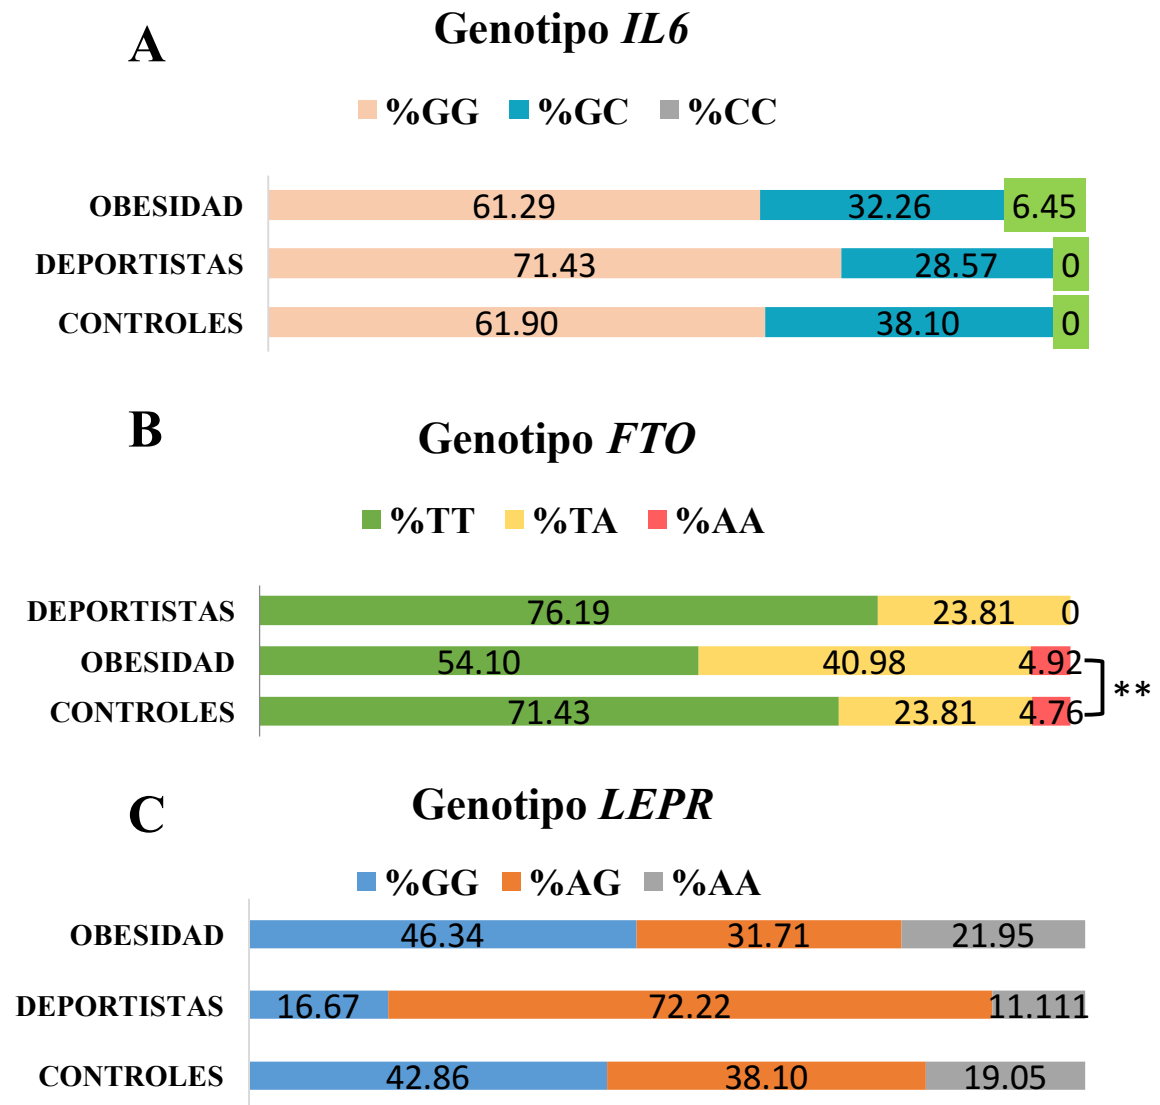 A
Genotipo IL6
%GG %GC %CC
OBESIDAD 61.29 32.26 6.45
DEPORTISTAS 71.43 28.57 0
CONTROLES 61.90 38.10 0
B
Genotipo FTO
%TT %TA %AA
DEPORTISTAS 76.19 23.81 0
OBESIDAD 54.10 40.98 4.92
**
CONTROLES 71.43 23.81 4.76
C
Genotipo LEPR
%GG %AG %AA
OBESIDAD 46.34 31.71 21.95
DEPORTISTAS 16.67 72.22 11.111
CONTROLES 42.86 38.10 19.05